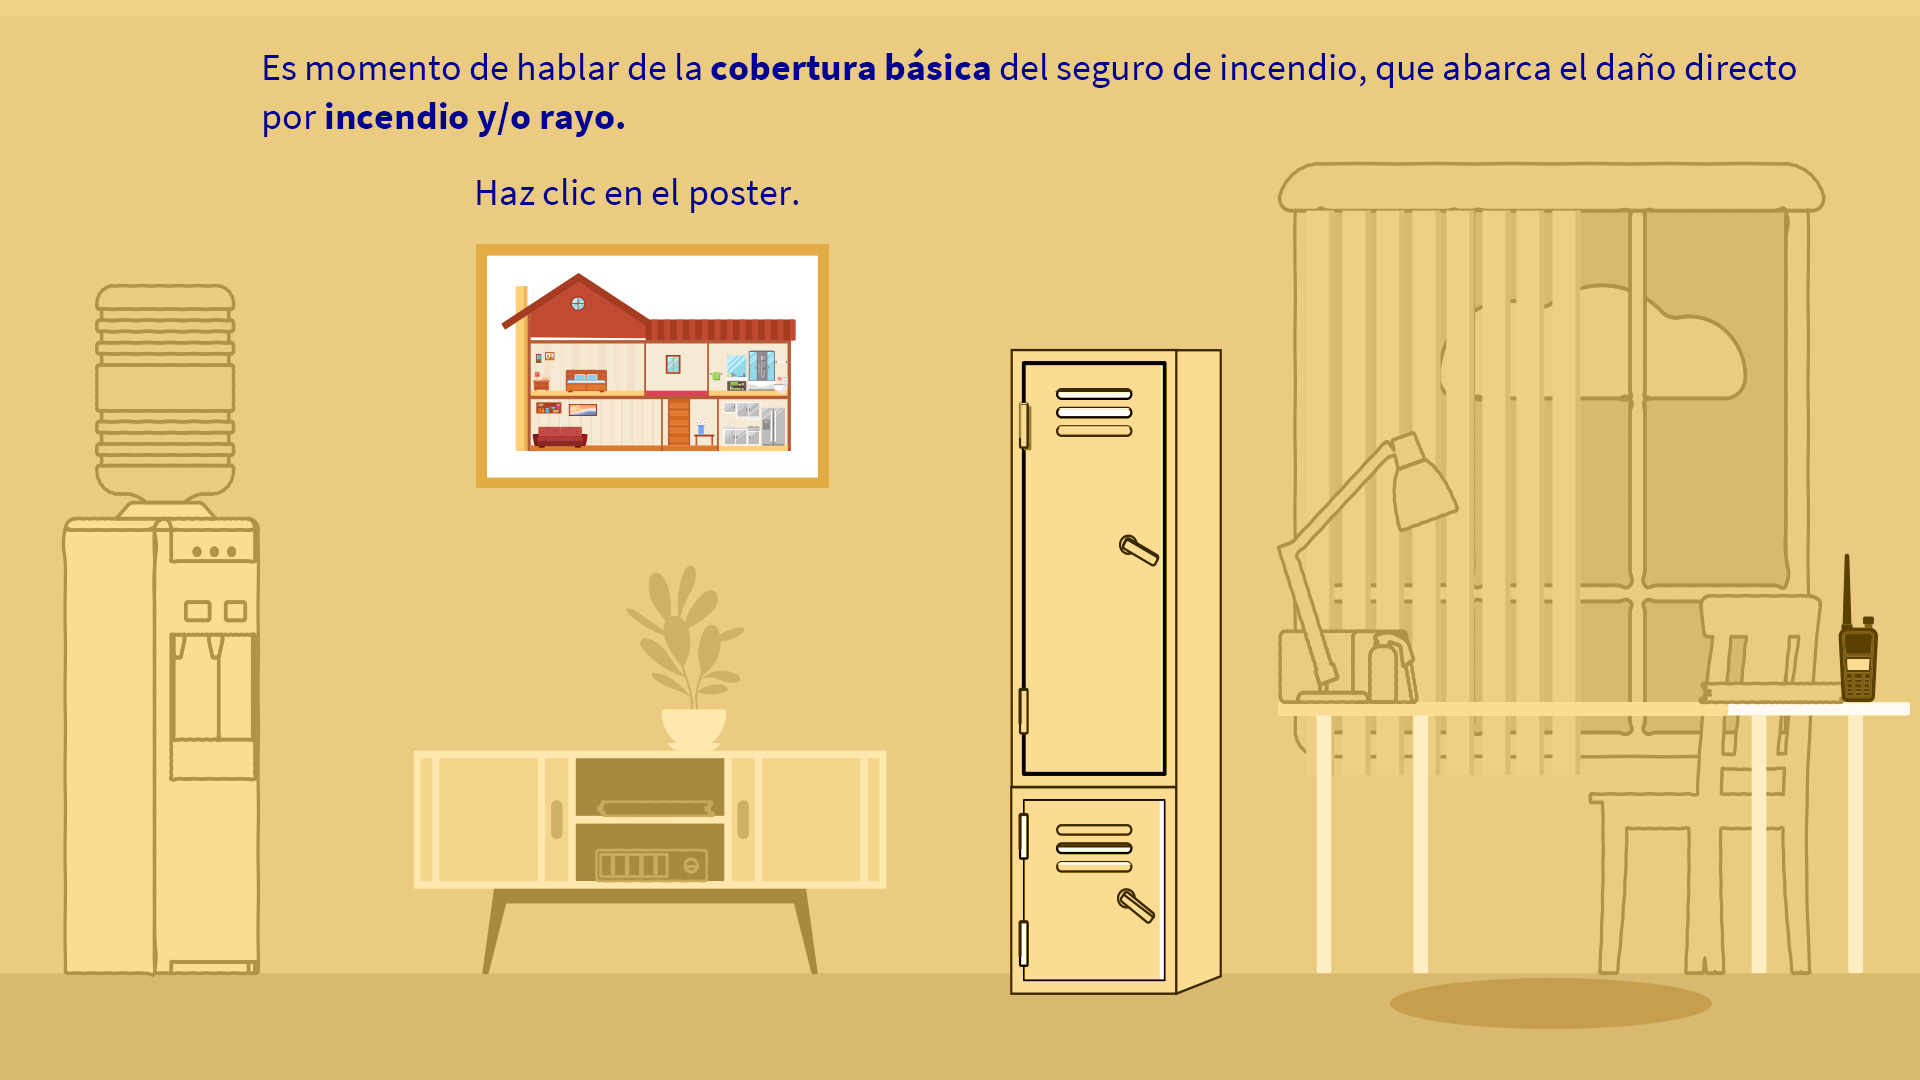 Es momento de hablar de la cobertura básica del seguro de incendio, que abarca el daño directo
por incendio y/o rayo.
Haz clic en el poster.